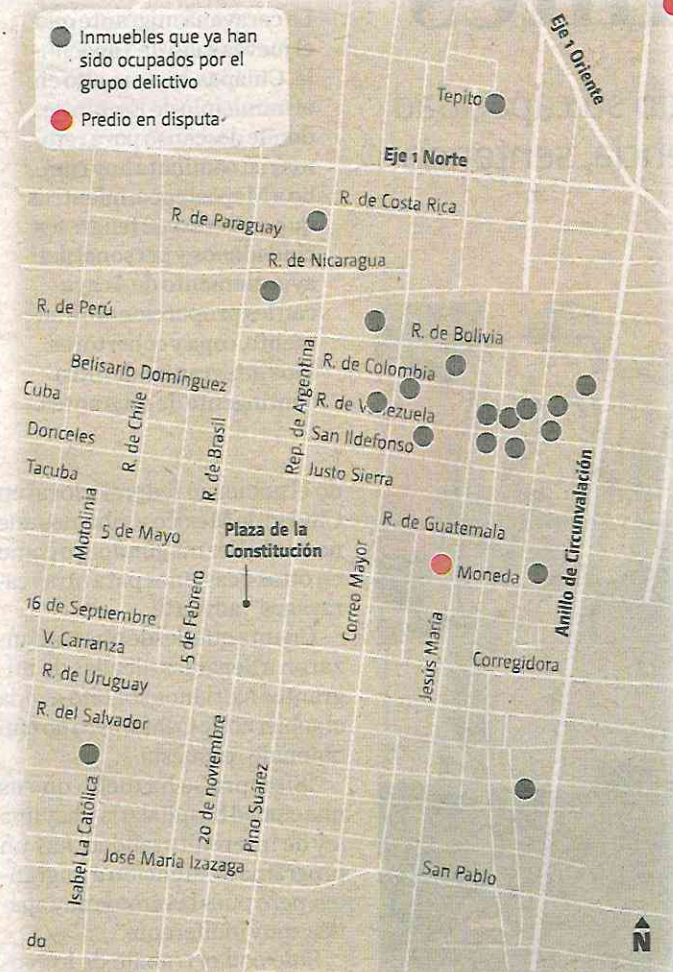 Inmuebles que ya han
sido ocupados por el
grupo delictivo
Predio en disputa
Eje 1 Oriente
Tepito
Eje 1 Norte
R. de Costa Rica
R. de Paraguay
R. de Nicaragua
R. de Perú
R. de Bolivia
R. de Colombia
Belisario Domínguez
Cuba
Rep. de Argentina
R. de Chile
R. de Brasil
Donceles
San Ildefonso
Tacuba
Justo Sierra
Motolinia
5 de Mayo
Plaza de la
Constitución
R. de Guatemala
Anillo de Circunvalación
Correo Mayor
Moneda
5 de Febrero
16 de Septiembre
V. Carranza
Jesús María
Corregidora
R. de Uruguay
R. del Salvador
20 de noviembre
Pino Suárez
Isabel La Católica
José María Izazaga
San Pablo
do
N